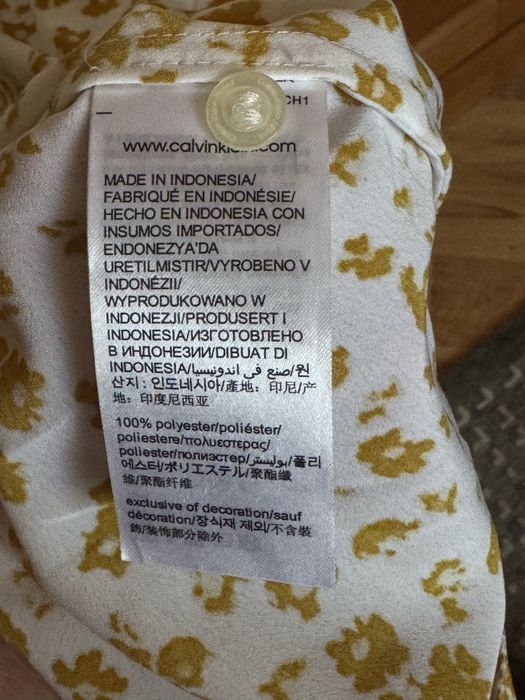 CH1
www.calvinklein.com
MADE IN INDONESIA/
FABRIQUÉ EN INDONÉSIE/
HECHO EN INDONESIA CON
INSUMOS IMPORTADOS/
ENDONEZYA'DA
URETILMISTIR/VYROBENO V
INDONÉZII/
WYPRODUKOWANO W
INDONEZJI/PRODUSERT I
INDONESIA/ИЗГОТОВЛЕНО
В ИНДОНЕЗИИ/DIBUAT DI
INDONESIA/صنع في اندونيسيا/원
산지: 인도네시아/產地: 印尼/产
地: 印度尼西亚
100% polyester/poliéster/
poliestere/πολυεστερας/
poliester/полиэстер/بوليستر/폴리
에스터/ポリエステル/聚酯纖
維/聚酯纤维
exclusive of decoration/sauf
décoration/장식재 제외/不含裝
飾/装饰部分除外